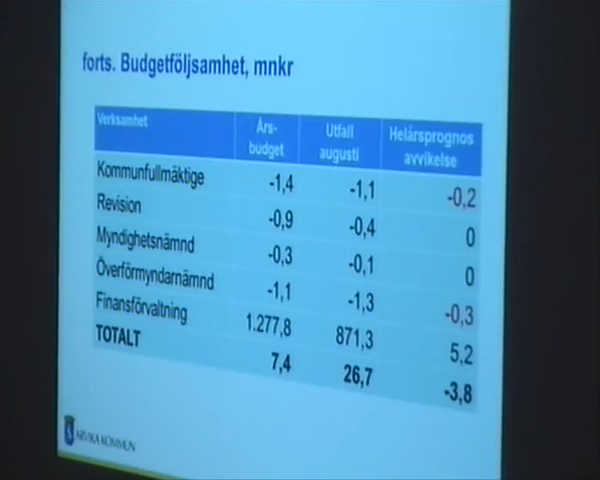 forts. Budgetföljsamhet, mnkr
Verksamhet Års- budget Utfall augusti Helårsprognos avvikelse
Kommunfullmäktige -1,4 -1,1 -0,2
Revision -0,9 -0,4 0
Myndighetsnämnd -0,3 -0,1 0
Överförmyndarnämnd -1,1 -1,3 -0,3
Finansförvaltning 1.277,8 871,3 5,2
TOTALT 7,4 26,7 -3,8
ARVIKA KOMMUN